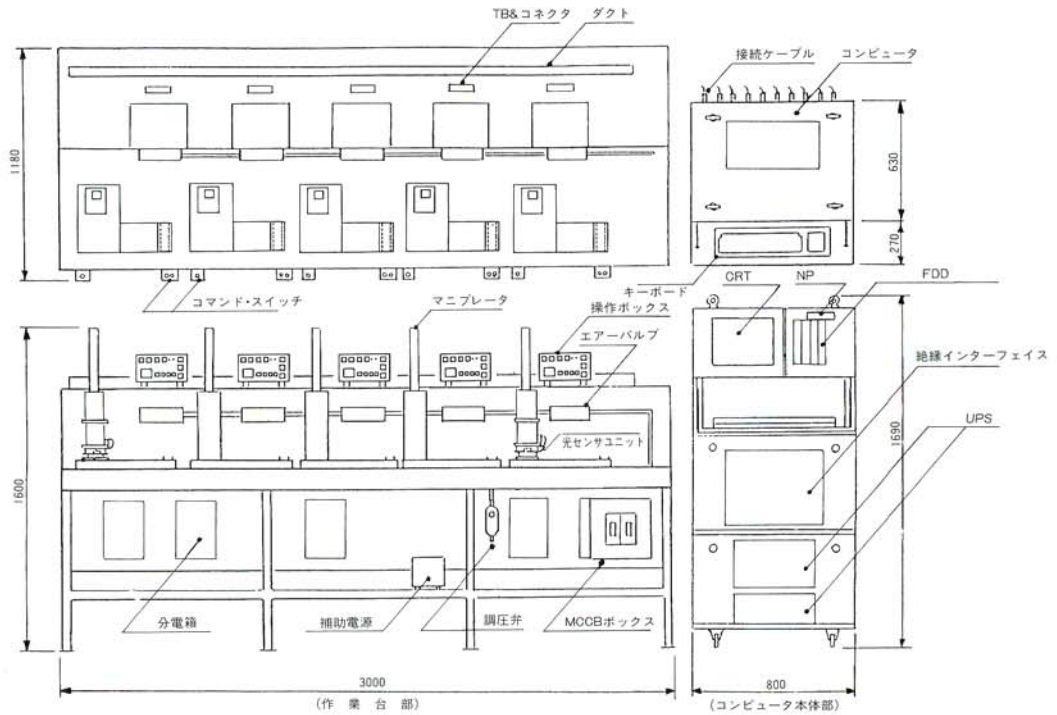 TB&コネクタ
ダクト
接続ケーブル
コンピュータ
1180
630
270
コマンド・スイッチ
マニプレータ
操作ボックス
エアーバルブ
キーボード
CRT
NP
FDD
絶縁インターフェイス
光センサユニット
UPS
1600
1690
分電箱
補助電源
調圧弁
MCCBボックス
3000
(作 業 台 部)
800
(コンピュータ本体部)